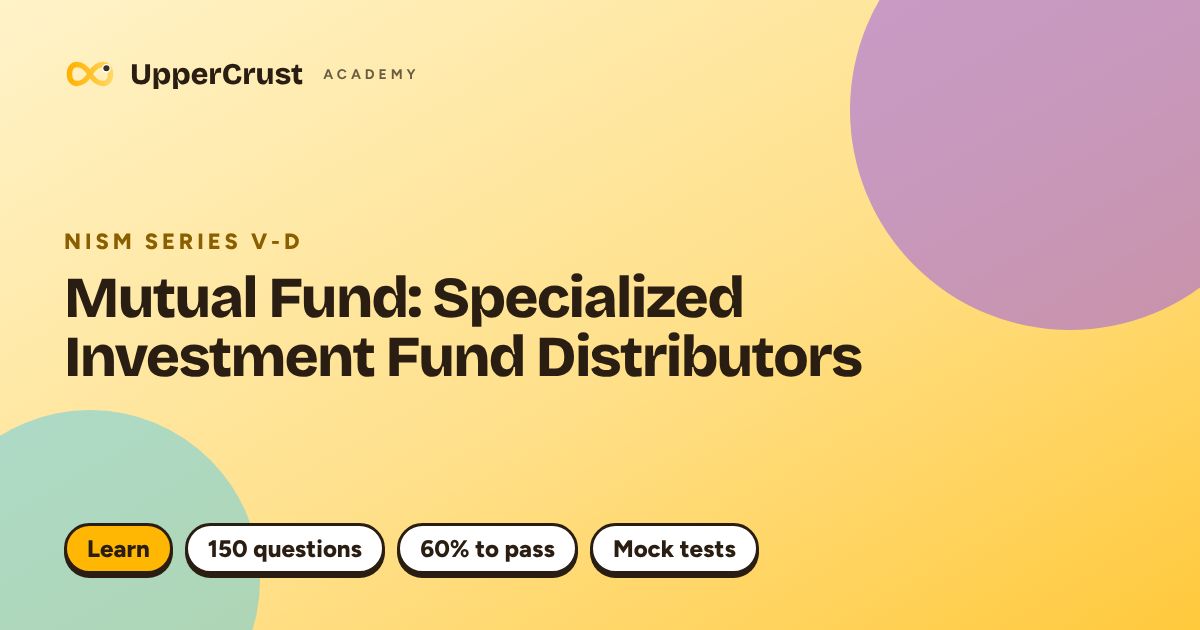 UpperCrust ACADEMY
NISM SERIES V-D
Mutual Fund: Specialized
Investment Fund Distributors
Learn
150 questions
60% to pass
Mock tests